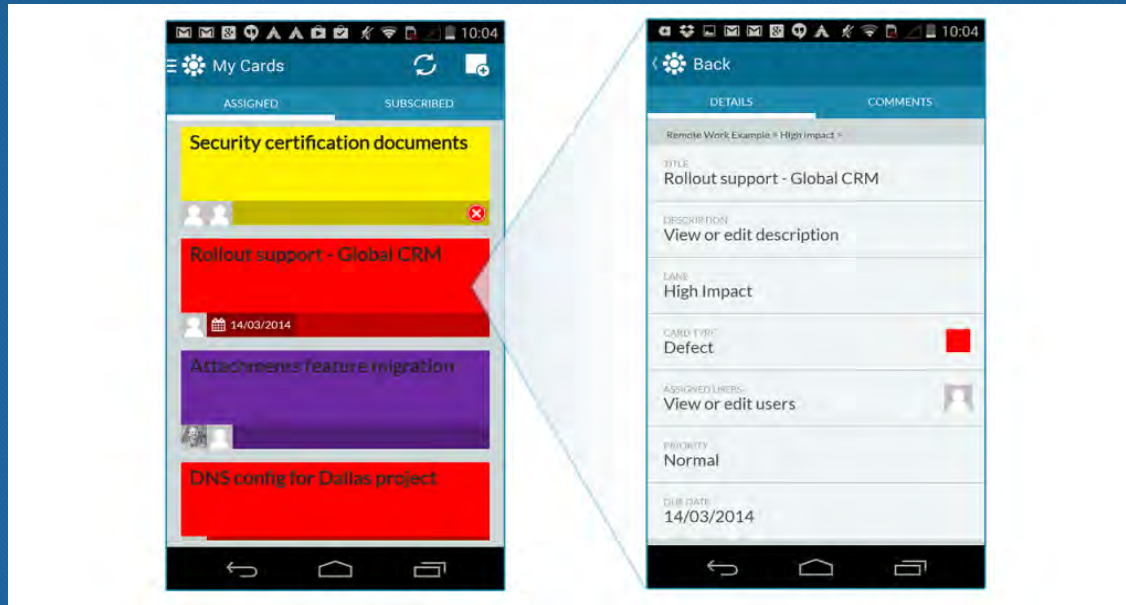 10:04
My Cards
ASSIGNED
SUBSCRIBED
Security certification documents
Rollout support - Global CRM
14/03/2014
Attachments feature migration
DNS config for Dallas project
10:04
Back
DETAILS
COMMENTS
Remote Work Example > High impact >
TITLE
Rollout support - Global CRM
DESCRIPTION
View or edit description
LANE
High Impact
CARD TYPE
Defect
ASSIGNED USERS
View or edit users
PRIORITY
Normal
DUE DATE
14/03/2014